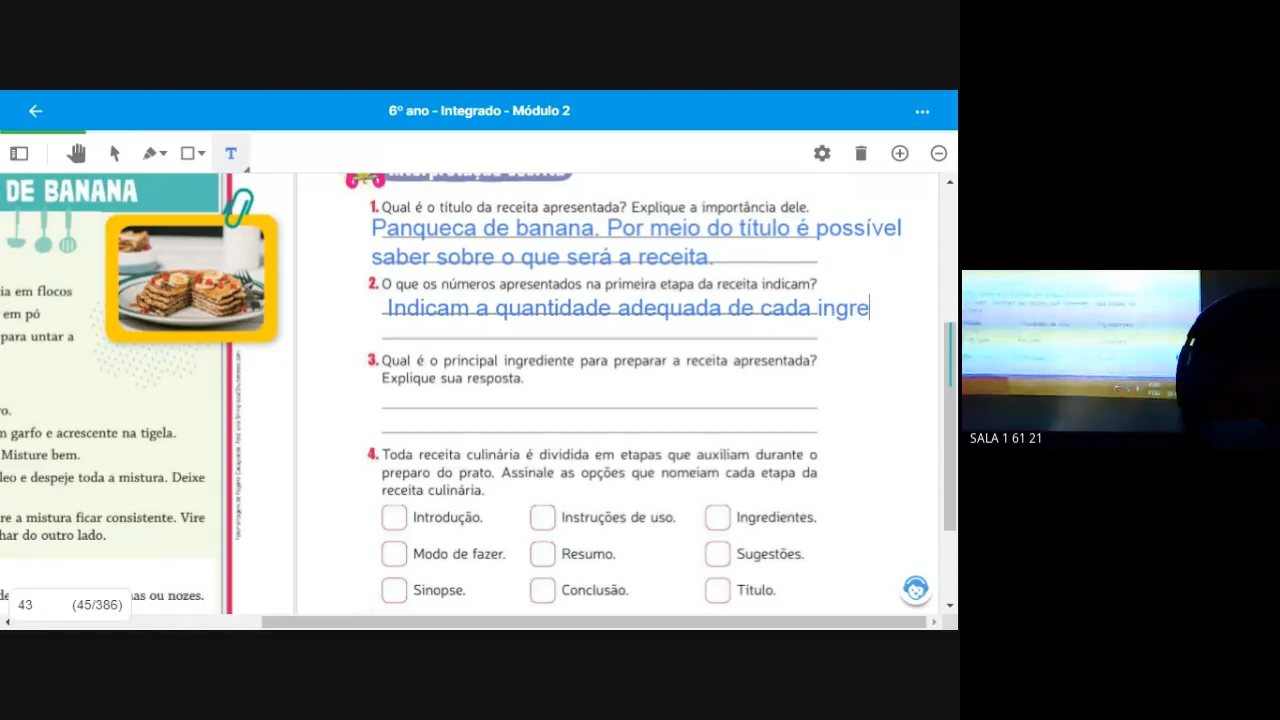 6º ano - Integrado - Módulo 2
T
DE BANANA
ia em flocos
em pó
para untar a
o.
n garfo e acrescente na tigela.
Misture bem.
leo e despeje toda a mistura. Deixe
re a mistura ficar consistente. Vire
har do outro lado.
as ou nozes.
43 (45/386)
1. Qual é o título da receita apresentada? Explique a importância dele.
Panqueca de banana. Por meio do título é possível
saber sobre o que será a receita.
2. O que os números apresentados na primeira etapa da receita indicam?
Indicam a quantidade adequada de cada ingre
3. Qual é o principal ingrediente para preparar a receita apresentada?
Explique sua resposta.
4. Toda receita culinária é dividida em etapas que auxiliam durante o
preparo do prato. Assinale as opções que nomeiam cada etapa da
receita culinária.
Introdução. Instruções de uso. Ingredientes.
Modo de fazer. Resumo. Sugestões.
Sinopse. Conclusão. Título.
SALA 1 61 21